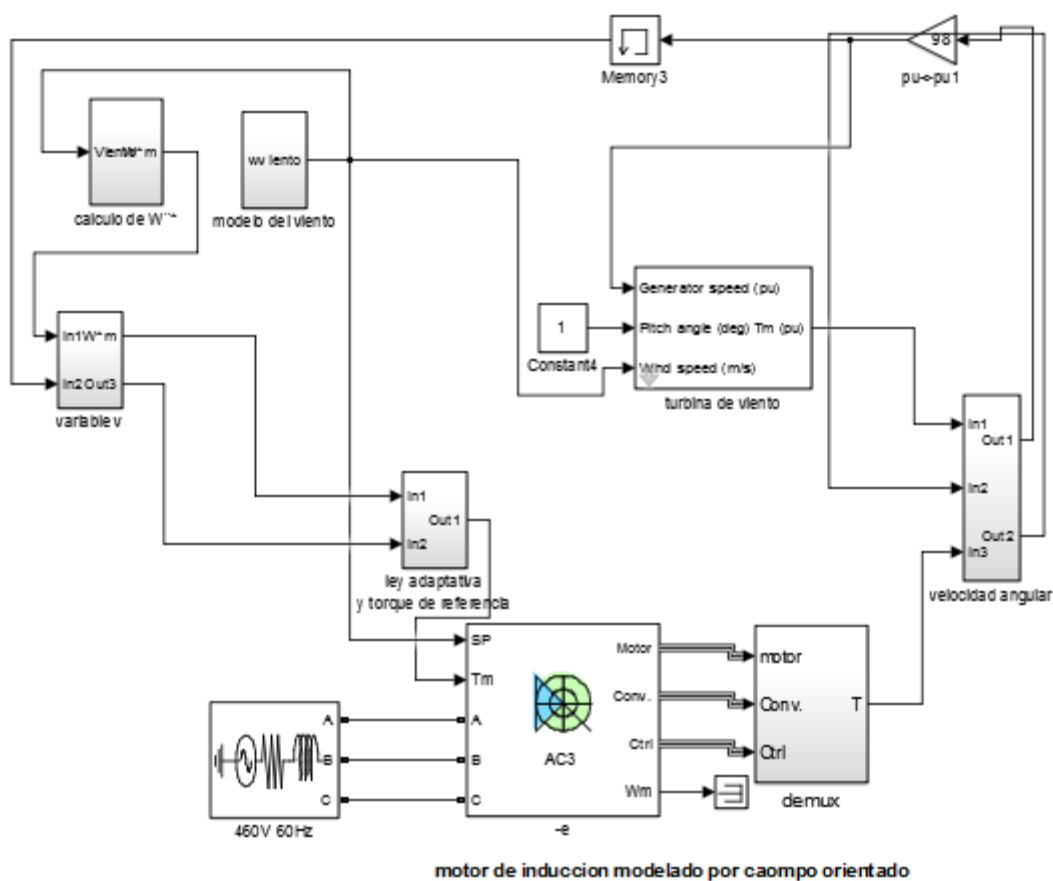 98
Memory3
pu->pu1
Viento W*m
wviento
calculo de W^*
modelo del viento
Generator speed (pu)
In1 W*m
1
Pitch angle (deg) Tm (pu)
Constant4
Wind speed (m/s)
In2 Out3
turbina de viento
variable v
In1
Out1
In1
In2
Out1
Out2
In2
In3
ley adaptativa
y torque de referencia
velocidad angular
SP
Motor
motor
Tm
Conv.
Conv.
T
A
A
Ctrl
Ctrl
B
B
AC3
C
C
Wm
demux
460V 60Hz
-e
motor de induccion modelado por caompo orientado